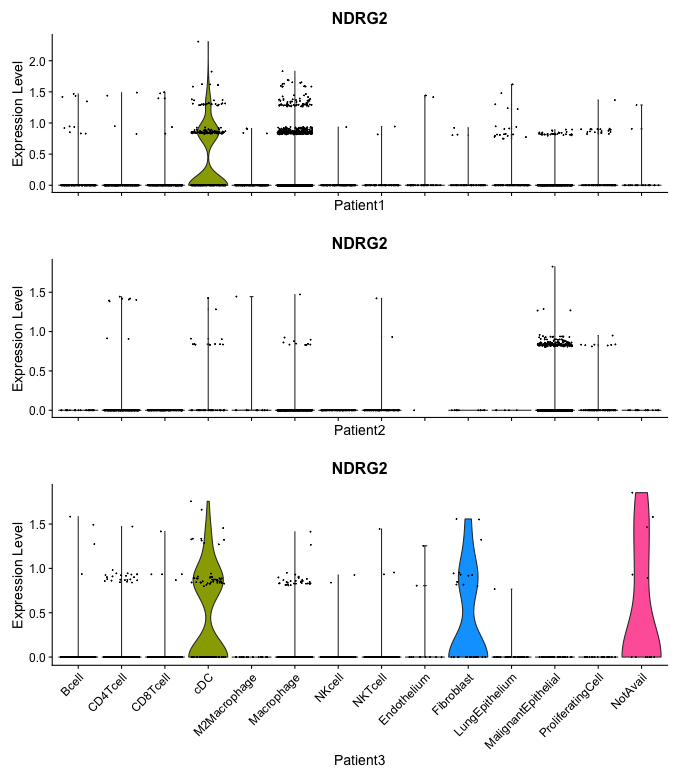 NDRG2
Expression Level
2.0
1.5
1.0
0.5
0.0
Patient1
NDRG2
Expression Level
1.5
1.0
0.5
0.0
Patient2
NDRG2
Expression Level
1.5
1.0
0.5
0.0
Bcell
CD4Tcell
CD8Tcell
cDC
M2Macrophage
Macrophage
NKcell
NKTcell
Endothelium
Fibroblast
LungEpithelium
MalignantEpithelial
ProliferatingCell
NotAvail
Patient3